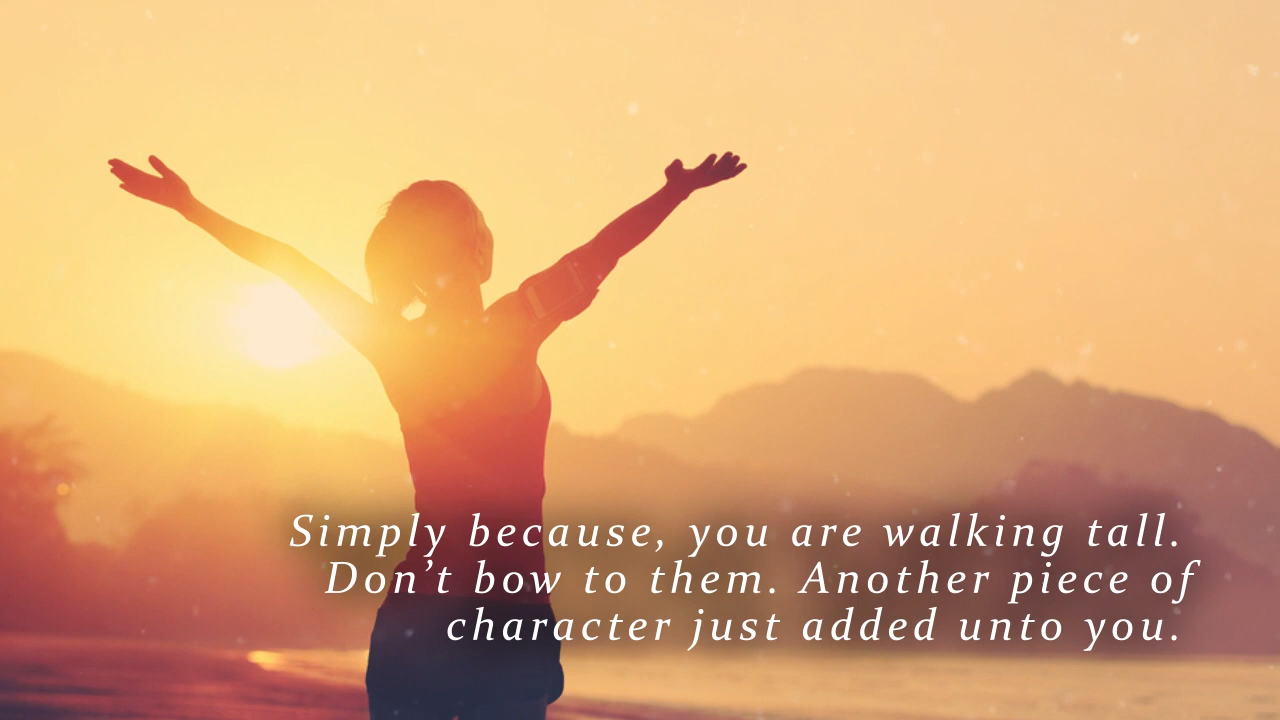 Simply because, you are walking tall.
Don’t bow to them. Another piece of
character just added unto you.